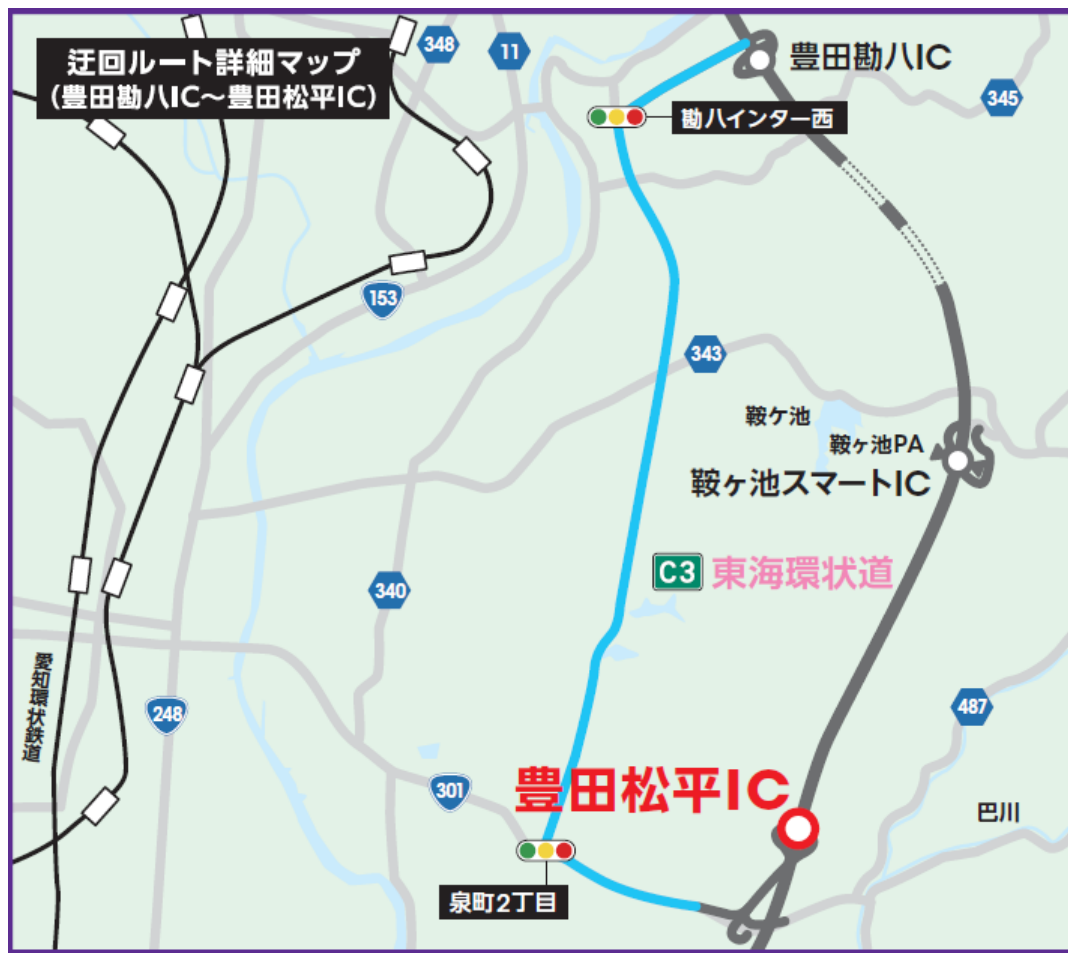 迂回ルート詳細マップ
(豊田勘八IC～豊田松平IC)
348
11
豊田勘八IC
345
勘八インター西
153
343
鞍ケ池
鞍ヶ池PA
鞍ヶ池スマートIC
C3 東海環状道
340
愛知環状鉄道
248
487
301
豊田松平IC
巴川
泉町2丁目